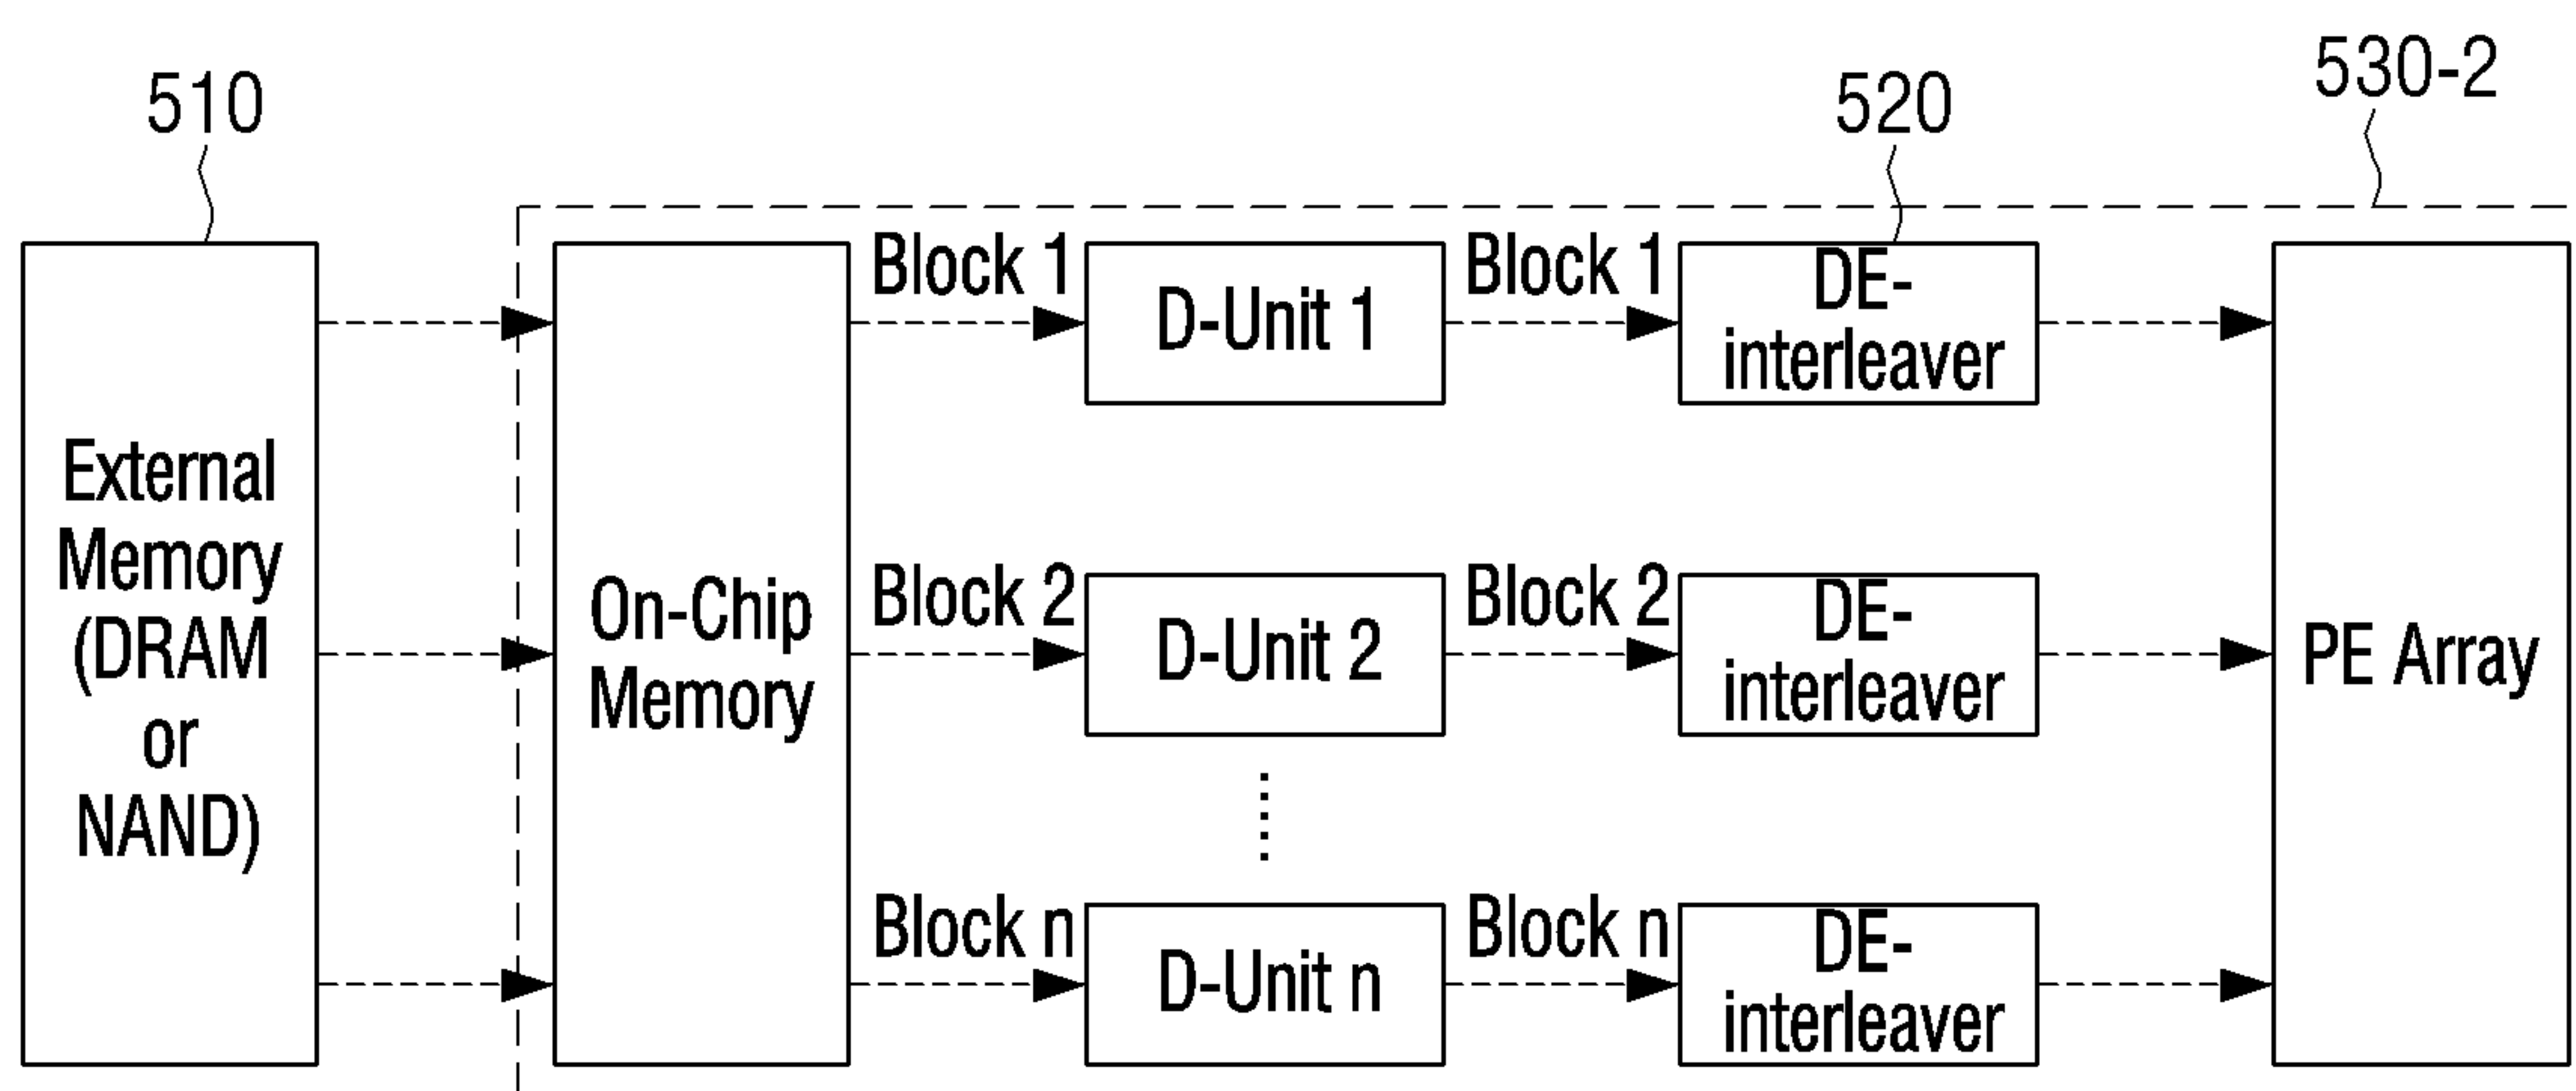 510
520
530-2
External
Memory
(DRAM
or
NAND)
On-Chip
Memory
Block 1
D-Unit 1
Block 1
DE-
interleaver
Block 2
D-Unit 2
Block 2
DE-
interleaver
Block n
D-Unit n
Block n
DE-
interleaver
PE Array